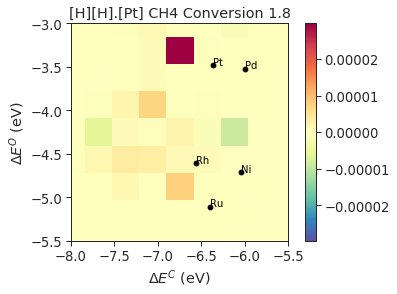 [H][H].[Pt] CH4 Conversion 1.8
−3.0
−3.5
−4.0
−4.5
−5.0
−5.5
ΔE^O (eV)
Pt
Pd
Rh
Ni
Ru
−8.0 −7.5 −7.0 −6.5 −6.0 −5.5
ΔE^C (eV)
0.00002
0.00001
0.00000
−0.00001
−0.00002